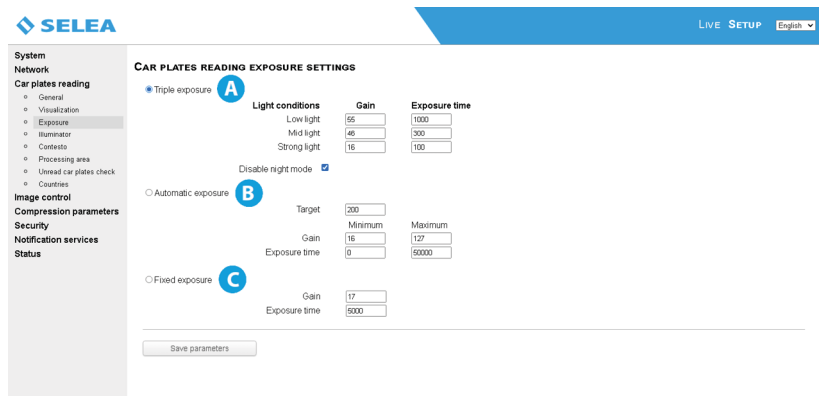 SELEA
LIVE SETUP English
System
Network
Car plates reading
General
Visualization
Exposure
Illuminator
Contesto
Processing area
Unread car plates check
Countries
Image control
Compression parameters
Security
Notification services
Status
CAR PLATES READING EXPOSURE SETTINGS
Triple exposure A
Light conditions Gain Exposure time
Low light 55 1000
Mid light 46 300
Strong light 16 100
Disable night mode
Automatic exposure B
Target 200
Minimum Maximum
Gain 16 127
Exposure time 0 50000
Fixed exposure C
Gain 17
Exposure time 5000
Save parameters